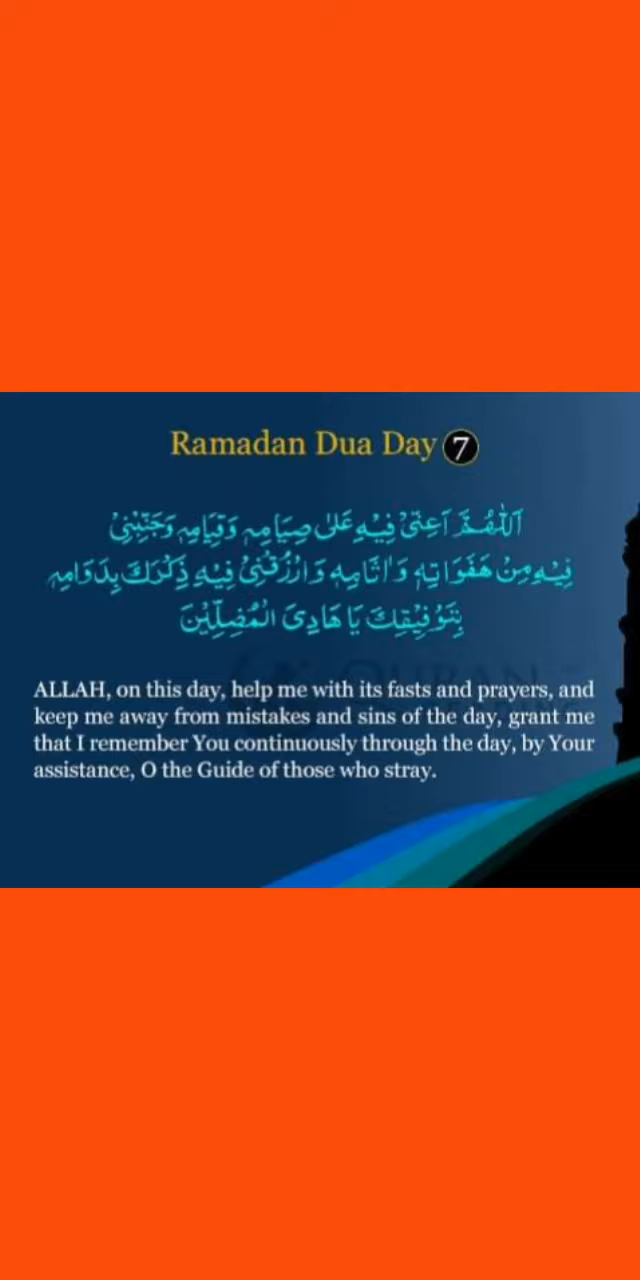 Ramadan Dua Day 7
اَللّٰهُمَّ اَعِنِّیْ فِیْهِ عَلٰی صِیَامِهٖ وَقِیَامِهٖ وَجَنِّبْنِیْ
فِیْهِ مِنْ هَفَوَاتِهٖ وَاٰثَامِهٖ وَارْزُقْنِیْ فِیْهِ ذِکْرَكَ بِدَوَامِهٖ
بِتَوْفِیْقِكَ یَا هَادِیَ الْمُضِلِّیْنَ
ALLAH, on this day, help me with its fasts and prayers, and
keep me away from mistakes and sins of the day, grant me
that I remember You continuously through the day, by Your
assistance, O the Guide of those who stray.